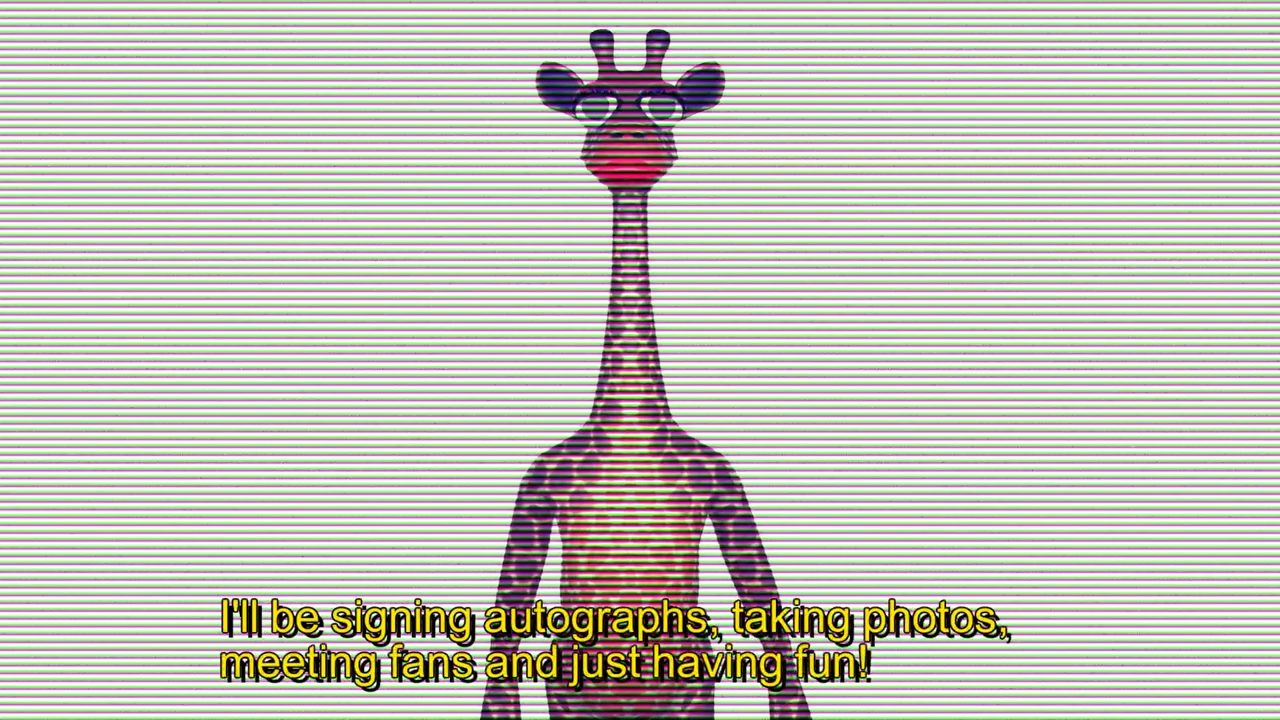 I'll be signing autographs, taking photos,
meeting fans and just having fun!